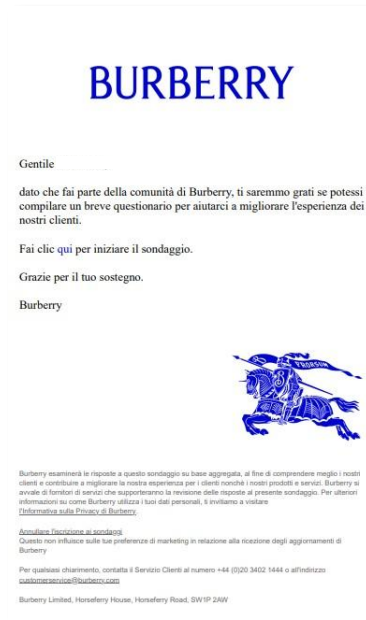 BURBERRY
Gentile
dato che fai parte della comunità di Burberry, ti saremmo grati se potessi
compilare un breve questionario per aiutarci a migliorare l'esperienza dei
nostri clienti.
Fai clic qui per iniziare il sondaggio.
Grazie per il tuo sostegno.
Burberry
PRORSUM
Burberry esaminerà le risposte a questo sondaggio su base aggregata, al fine di comprendere meglio i nostri
clienti e contribuire a migliorare la nostra esperienza per i clienti nonché i nostri prodotti e servizi. Burberry si
avvale di fornitori di servizi che supporteranno la revisione delle risposte al presente sondaggio. Per ulteriori
informazioni su come Burberry utilizza i tuoi dati personali, ti invitiamo a visitare
l'Informativa sulla Privacy di Burberry.
Annullare l'iscrizione ai sondaggi
Questo non influisce sulle tue preferenze di marketing in relazione alla ricezione degli aggiornamenti di
Burberry
Per qualsiasi chiarimento, contatta il Servizio Clienti al numero +44 (0)20 3402 1444 o all'indirizzo
customerservice@burberry.com
Burberry Limited, Horseferry House, Horseferry Road, SW1P 2AW